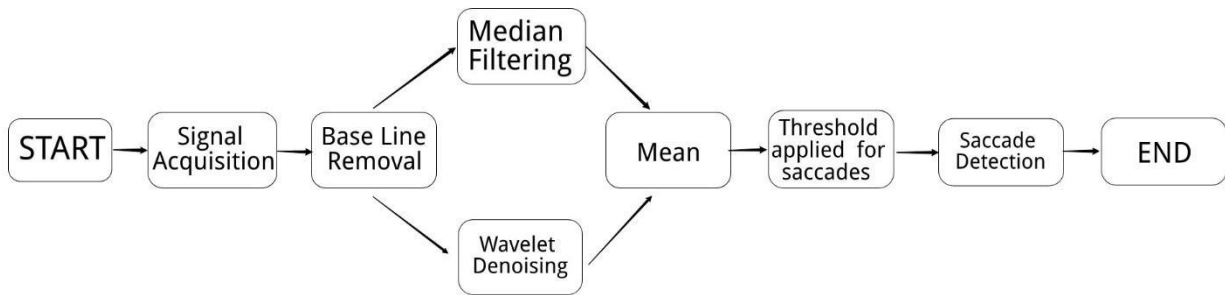 START
Signal
Acquisition
Base Line
Removal
Median
Filtering
Wavelet
Denoising
Mean
Threshold
applied for
saccades
Saccade
Detection
END